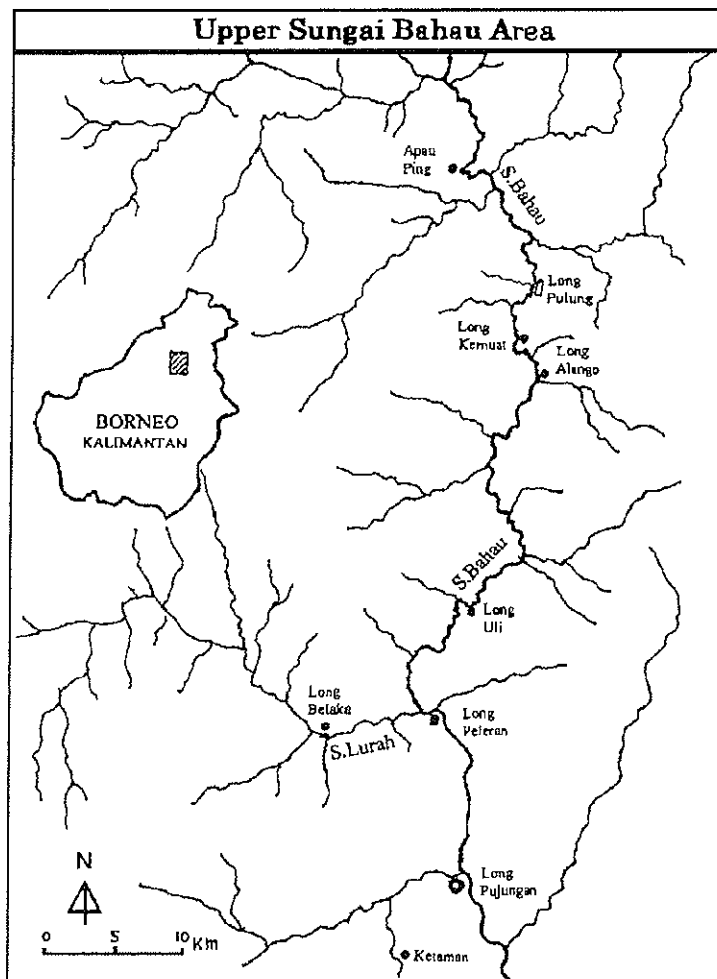 Upper Sungai Bahau Area
Apau
Ping
S.Bahau
Long
Pulung
Long
Kemuat
Long
Alango
BORNEO
KALIMANTAN
S.Bahau
Long
Uli
Long
Belaka
S.Lurah
Long
Peleran
N
Long
Pujungan
0 5 10 Km
Ketaman